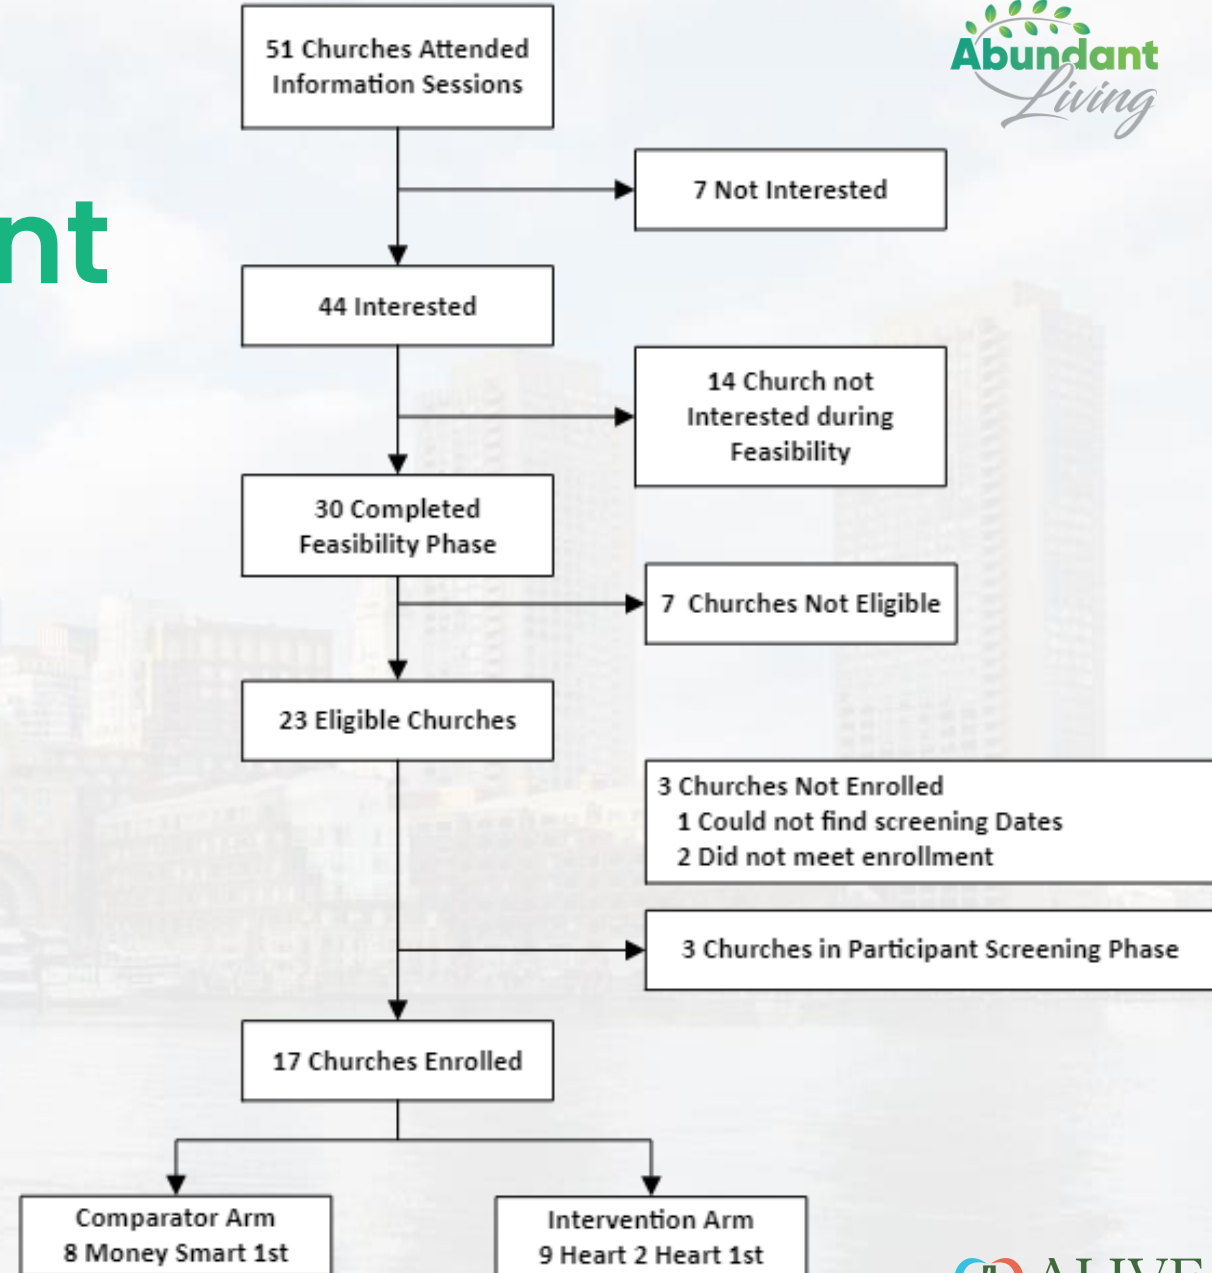 51 Churches Attended
Information Sessions
Abundant
Living
7 Not Interested
nt
44 Interested
14 Church not
Interested during
Feasibility
30 Completed
Feasibility Phase
7 Churches Not Eligible
23 Eligible Churches
3 Churches Not Enrolled
1 Could not find screening Dates
2 Did not meet enrollment
3 Churches in Participant Screening Phase
17 Churches Enrolled
Comparator Arm
8 Money Smart 1st
Intervention Arm
9 Heart 2 Heart 1st
ALIVE